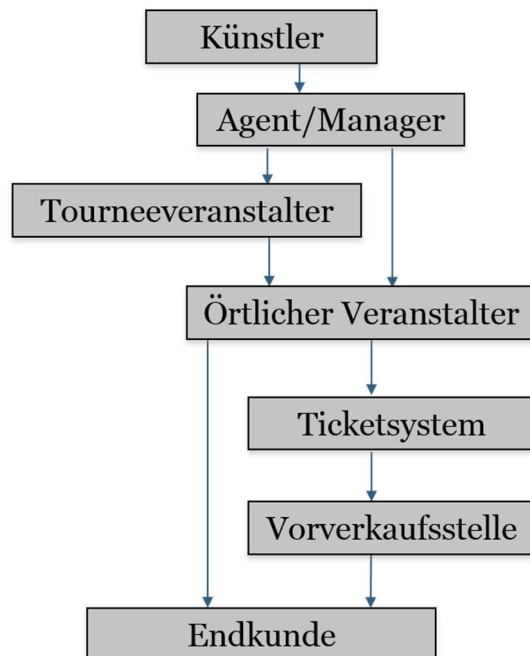 Künstler
Agent/Manager
Tourneeveranstalter
Örtlicher Veranstalter
Ticketsystem
Vorverkaufsstelle
Endkunde